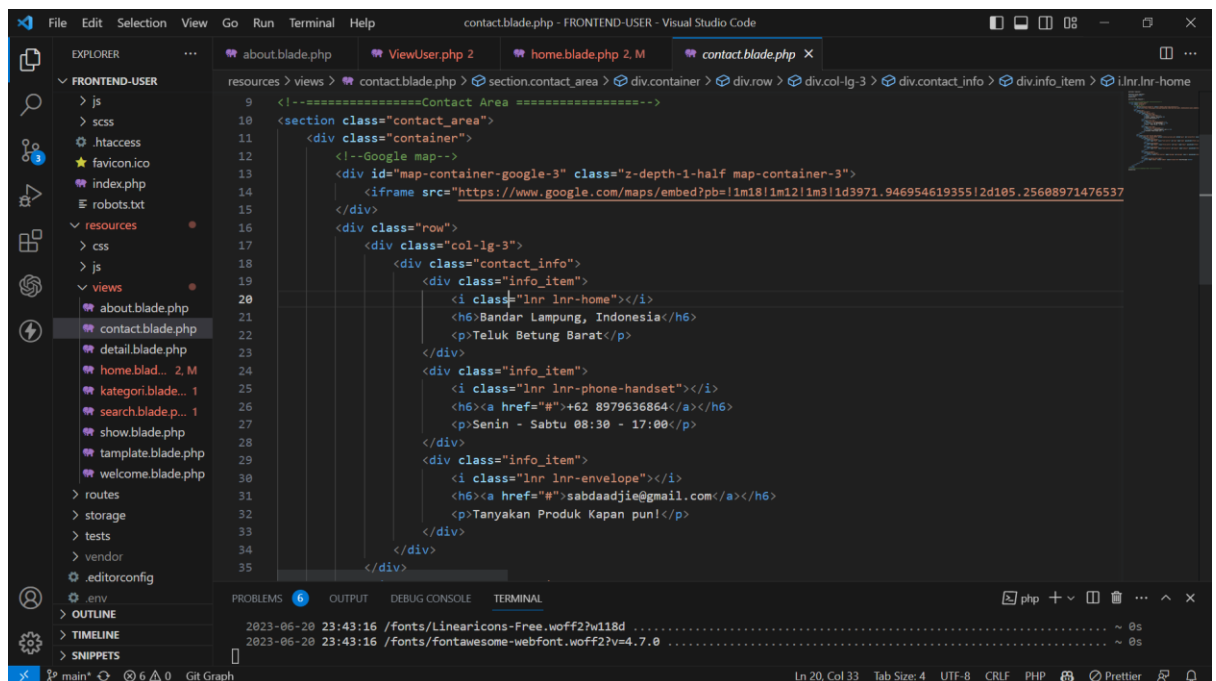 File Edit Selection View Go Run Terminal Help
contact.blade.php - FRONTEND-USER - Visual Studio Code
EXPLORER
FRONTEND-USER
js
scss
.htaccess
favicon.ico
index.php
robots.txt
resources
css
js
views
about.blade.php
contact.blade.php
detail.blade.php
home.blad... 2, M
kategori.blade... 1
search.blade.p... 1
show.blade.php
tamplate.blade.php
welcome.blade.php
routes
storage
tests
vendor
.editorconfig
.env
OUTLINE
TIMELINE
SNIPPETS
3
about.blade.php ViewUser.php 2 home.blade.php 2, M contact.blade.php
resources > views > contact.blade.php > section.contact_area > div.container > div.row > div.col-lg-3 > div.contact_info > div.info_item > i.lnr.lnr-home
9 <!--================Contact Area =================-->
10 <section class="contact_area">
11 <div class="container">
12 <!--Google map-->
13 <div id="map-container-google-3" class="z-depth-1-half map-container-3">
14 <iframe src="https://www.google.com/maps/embed?pb=!1m18!1m12!1m3!1d3971.946954619355!2d105.25608971476537
15 </div>
16 <div class="row">
17 <div class="col-lg-3">
18 <div class="contact_info">
19 <div class="info_item">
20 <i class="lnr lnr-home"></i>
21 <h6>Bandar Lampung, Indonesia</h6>
22 <p>Teluk Betung Barat</p>
23 </div>
24 <div class="info_item">
25 <i class="lnr lnr-phone-handset"></i>
26 <h6><a href="#">+62 8979636864</a></h6>
27 <p>Senin - Sabtu 08:30 - 17:00</p>
28 </div>
29 <div class="info_item">
30 <i class="lnr lnr-envelope"></i>
31 <h6><a href="#">sabdaadjie@gmail.com</a></h6>
32 <p>Tanyakan Produk Kapan pun!</p>
33 </div>
34 </div>
35 </div>
PROBLEMS 6 OUTPUT DEBUG CONSOLE TERMINAL php
2023-06-20 23:43:16 /fonts/Linearicons-Free.woff2?w118d ~ 0s
2023-06-20 23:43:16 /fonts/fontawesome-webfont.woff2?v=4.7.0 ~ 0s
main* 6 0 Git Graph Ln 20, Col 33 Tab Size: 4 UTF-8 CRLF PHP Prettier